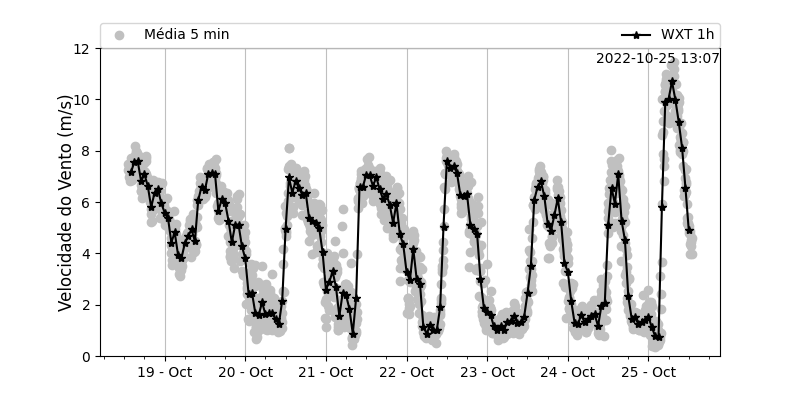 Média 5 min
WXT 1h
2022-10-25 13:07
Velocidade do Vento (m/s)
12
10
8
6
4
2
0
19 - Oct
20 - Oct
21 - Oct
22 - Oct
23 - Oct
24 - Oct
25 - Oct